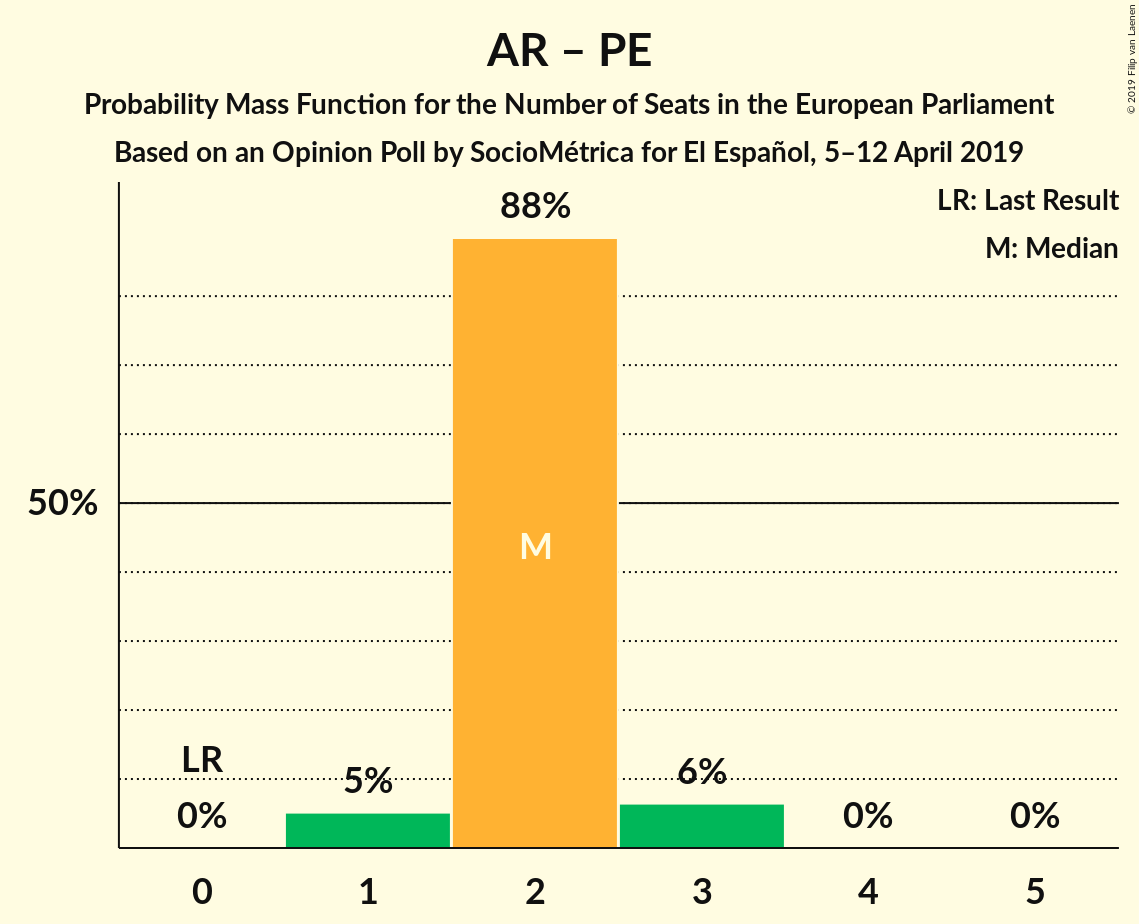 AR – PE
Probability Mass Function for the Number of Seats in the European Parliament
Based on an Opinion Poll by SocioMétrica for El Español, 5–12 April 2019
© 2019 Filip van Laenen
LR: Last Result
M: Median
88%
50%
M
LR
0%
5%
6%
0%
0%
0 1 2 3 4 5